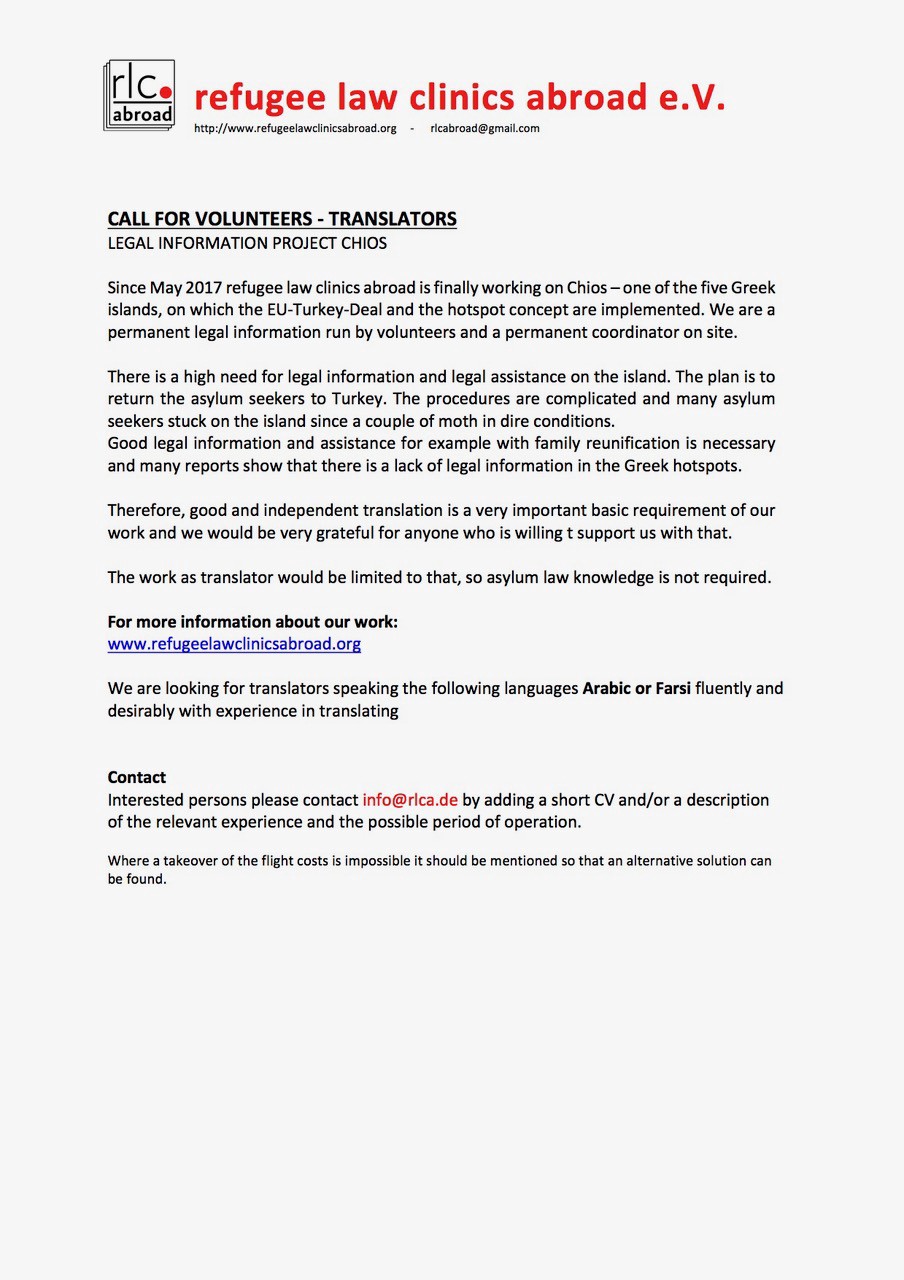 rlc.
abroad
refugee law clinics abroad e.V.
http://www.refugeelawclinicsabroad.org - rlcabroad@gmail.com
CALL FOR VOLUNTEERS - TRANSLATORS
LEGAL INFORMATION PROJECT CHIOS
Since May 2017 refugee law clinics abroad is finally working on Chios – one of the five Greek
islands, on which the EU-Turkey-Deal and the hotspot concept are implemented. We are a
permanent legal information run by volunteers and a permanent coordinator on site.
There is a high need for legal information and legal assistance on the island. The plan is to
return the asylum seekers to Turkey. The procedures are complicated and many asylum
seekers stuck on the island since a couple of moth in dire conditions.
Good legal information and assistance for example with family reunification is necessary
and many reports show that there is a lack of legal information in the Greek hotspots.
Therefore, good and independent translation is a very important basic requirement of our
work and we would be very grateful for anyone who is willing t support us with that.
The work as translator would be limited to that, so asylum law knowledge is not required.
For more information about our work:
www.refugeelawclinicsabroad.org
We are looking for translators speaking the following languages Arabic or Farsi fluently and
desirably with experience in translating
Contact
Interested persons please contact info@rlca.de by adding a short CV and/or a description
of the relevant experience and the possible period of operation.
Where a takeover of the flight costs is impossible it should be mentioned so that an alternative solution can
be found.